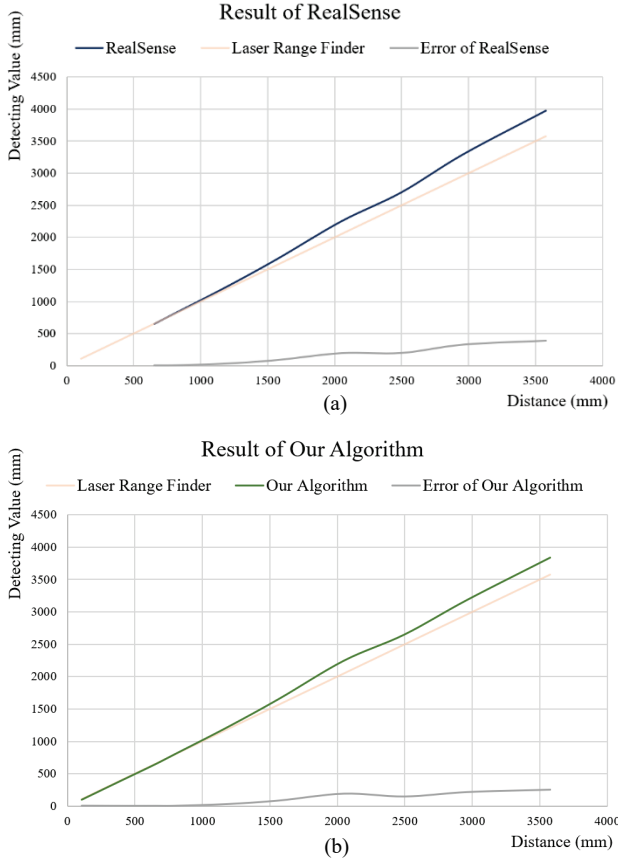 Result of RealSense
Detecting Value (mm)
RealSense Laser Range Finder Error of RealSense
4500
4000
3500
3000
2500
2000
1500
1000
500
0
0 500 1000 1500 2000 2500 3000 3500 4000
(a)
Distance (mm)
Result of Our Algorithm
Detecting Value (mm)
Laser Range Finder Our Algorithm Error of Our Algorithm
4500
4000
3500
3000
2500
2000
1500
1000
500
0
0 500 1000 1500 2000 2500 3000 3500 4000
(b)
Distance (mm)